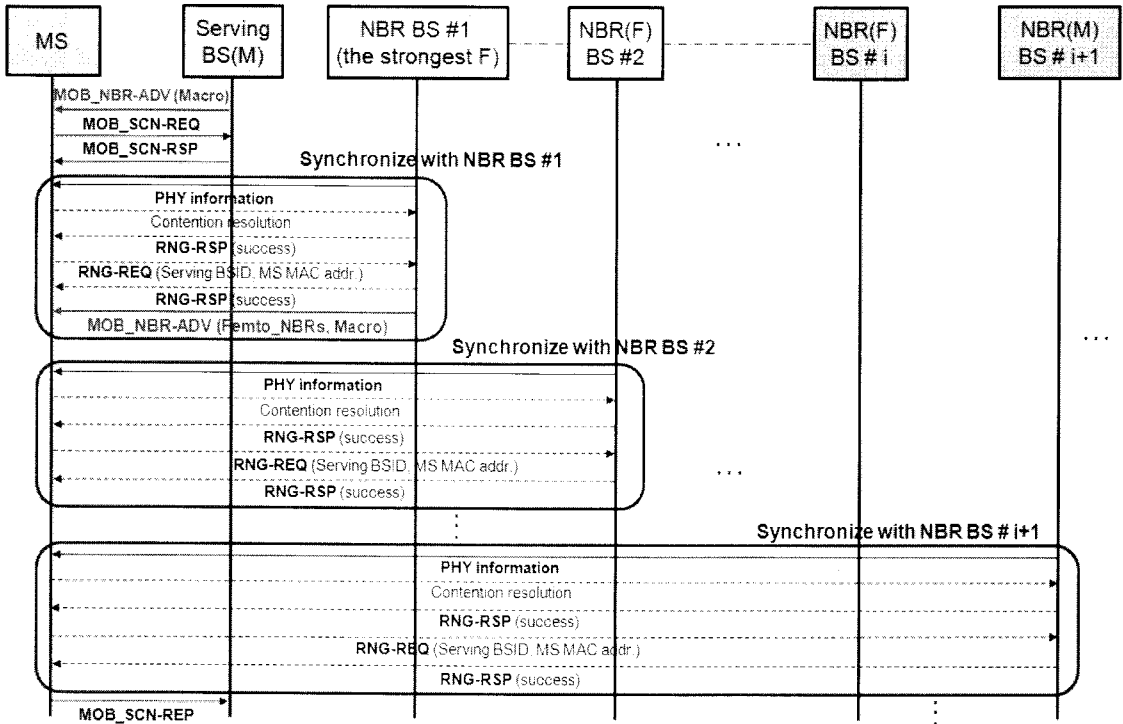 MS
Serving
BS(M)
NBR BS #1
(the strongest F)
NBR(F)
BS #2
NBR(F)
BS # i
NBR(M)
BS # i+1
MOB_NBR-ADV (Macro)
MOB_SCN-REQ
MOB_SCN-RSP
...
Synchronize with NBR BS #1
PHY information
Contention resolution
RNG-RSP (success)
RNG-REQ (Serving BSID, MS MAC addr.)
RNG-RSP (success)
MOB_NBR-ADV (Femto_NBRs, Macro)
...
Synchronize with NBR BS #2
PHY information
Contention resolution
RNG-RSP (success)
RNG-REQ (Serving BSID, MS MAC addr.)
...
RNG-RSP (success)
Synchronize with NBR BS # i+1
PHY information
Contention resolution
RNG-RSP (success)
RNG-REQ (Serving BSID, MS MAC addr.)
RNG-RSP (success)
MOB_SCN-REP